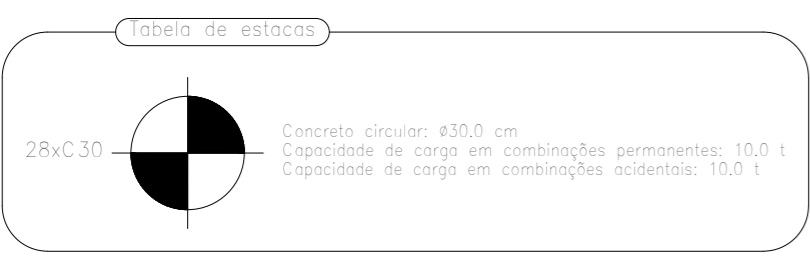 Tabela de estacas
28xC30
Concreto circular: ø30.0 cm
Capacidade de carga em combinações permanentes: 10.0 t
Capacidade de carga em combinações acidentais: 10.0 t